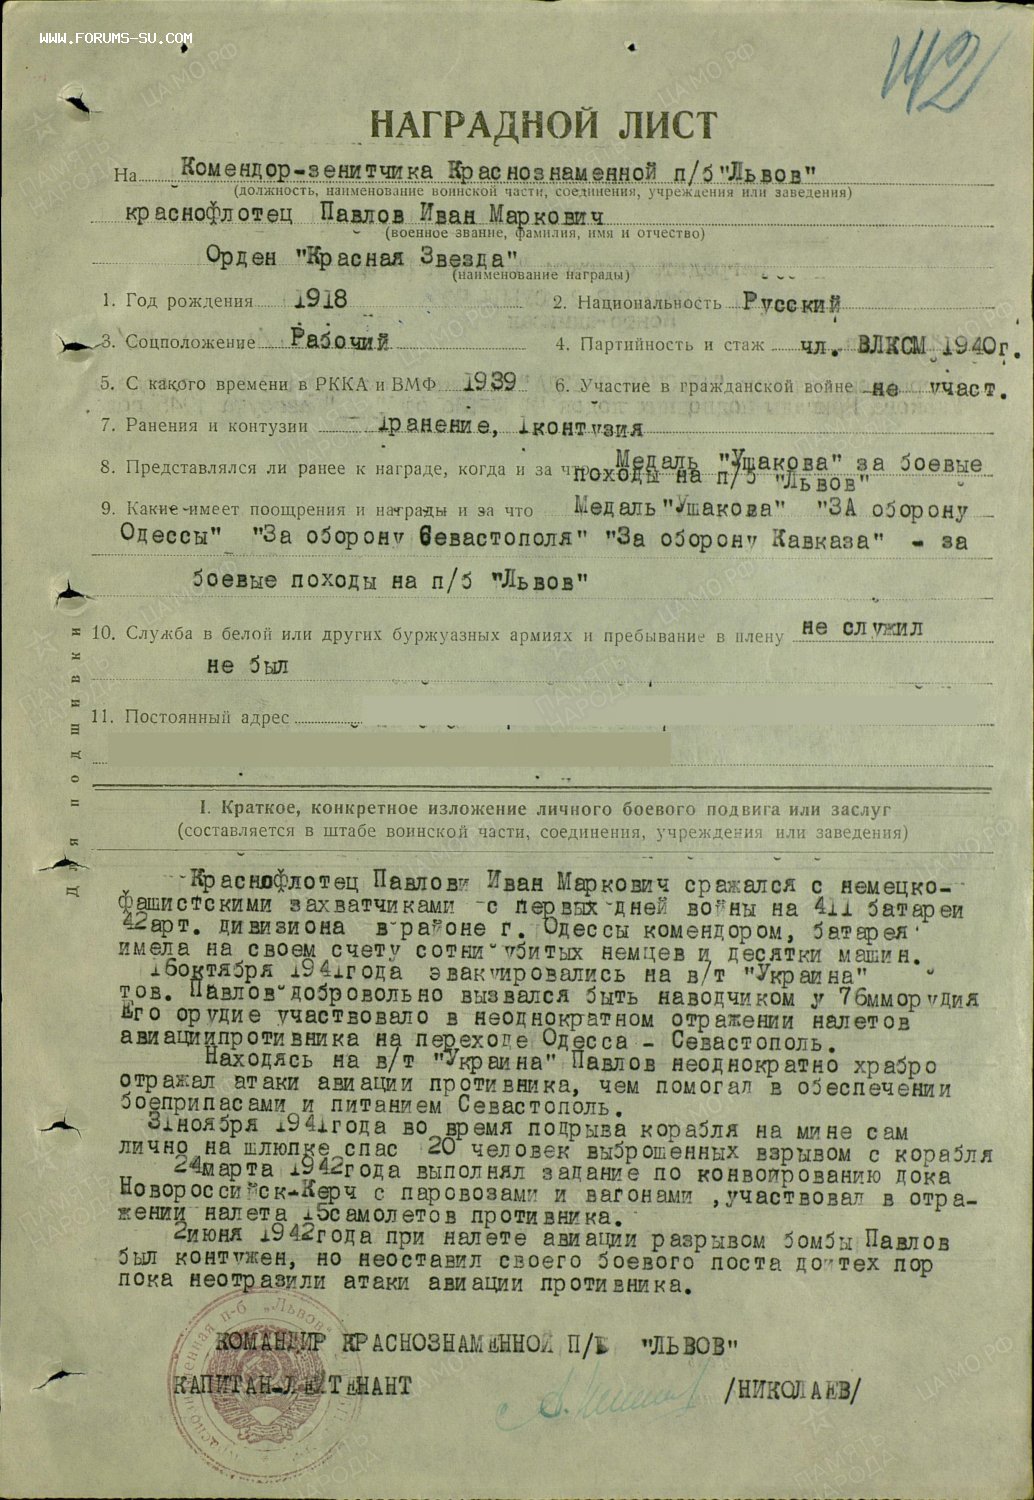 WWW.FORUMS-SU.COM
142
НАГРАДНОЙ ЛИСТ
На Комендор-зенитчика Краснознаменной п/б "Львов"
(должность, наименование воинской части, соединения, учреждения или заведения)
краснофлотец Павлов Иван Маркович
(военное звание, фамилия, имя и отчество)
Орден "Красная Звезда"
(наименование награды)
1. Год рождения 1918 2. Национальность Русский
3. Соцположение Рабочий 4. Партийность и стаж чл. ВЛКСМ 1940г.
5. С какого времени в РККА и ВМФ 1939 6. Участие в гражданской войне не участ.
7. Ранения и контузии 1ранение, 1контузия
8. Представлялся ли ранее к награде, когда и за что Медаль "Ушакова" за боевые
походы на п/б "Львов"
9. Какие имеет поощрения и награды и за что Медаль "Ушакова" "ЗА оборону
Одессы" "За оборону Севастополя" "За оборону Кавказа" - за
боевые походы на п/б "Львов"
10. Служба в белой или других буржуазных армиях и пребывание в плену не служил
не был
11. Постоянный адрес
Для подшивки
I. Краткое, конкретное изложение личного боевого подвига или заслуг
(составляется в штабе воинской части, соединения, учреждения или заведения)
Краснофлотец Павлови Иван Маркович сражался с немецко-
фашистскими захватчиками с первых дней войны на 411 батареи
42арт. дивизиона в районе г. Одессы комендором, батарея
имела на своем счету сотни убитых немцев и десятки машин.
16октября 1941года эвакуировались на в/т "Украина"
тов. Павлов добровольно вызвался быть наводчиком у 76мморудия
Его орудие участвовало в неоднократном отражении налетов
авиациипротивника на переходе Одесса - Севастополь.
Находясь на в/т "Украина" Павлов неоднократно храбро
отражал атаки авиации противника, чем помогал в обеспечении
боеприпасами и питанием Севастополь.
31ноября 1941года во время подрыва корабля на мине сам
лично на шлюпке спас 20 человек выброшенных взрывом с корабля
24марта 1942года выполнял задание по конвоированию дока
Новороссийск-Керч с паровозами и вагонами ,участвовал в отра-
жении налета 15самолетов противника.
2июня 1942года при налете авиации разрывом бомбы Павлов
был контужен, но неоставил своего боевого поста до тех пор
пока неотразили атаки авиации противника.
КОМАНДИР КРАСНОЗНАМЕННОЙ П/Б "ЛЬВОВ"
КАПИТАН-ЛЕЙТЕНАНТ /НИКОЛАЕВ/
п-б „Львов“